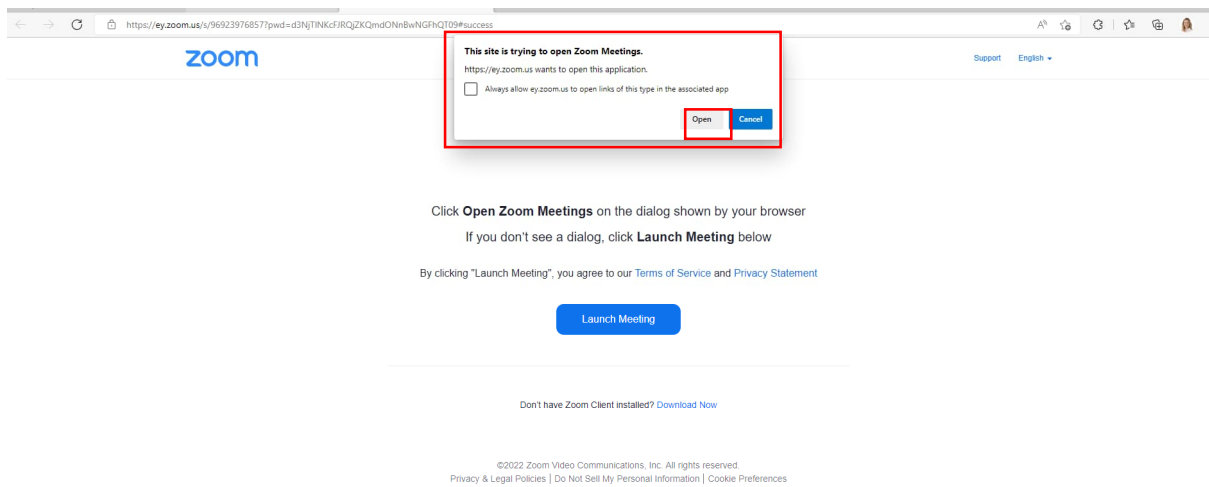 https://ey.zoom.us/s/96923976857?pwd=d3NjTlNKcFJRQjZKQmdONnBwNGFhQT09#success
zoom
Support English
This site is trying to open Zoom Meetings.
https://ey.zoom.us wants to open this application.
Always allow ey.zoom.us to open links of this type in the associated app
Open Cancel
Click Open Zoom Meetings on the dialog shown by your browser
If you don't see a dialog, click Launch Meeting below
By clicking "Launch Meeting", you agree to our Terms of Service and Privacy Statement
Launch Meeting
Don't have Zoom Client installed? Download Now
©2022 Zoom Video Communications, Inc. All rights reserved.
Privacy & Legal Policies | Do Not Sell My Personal Information | Cookie Preferences